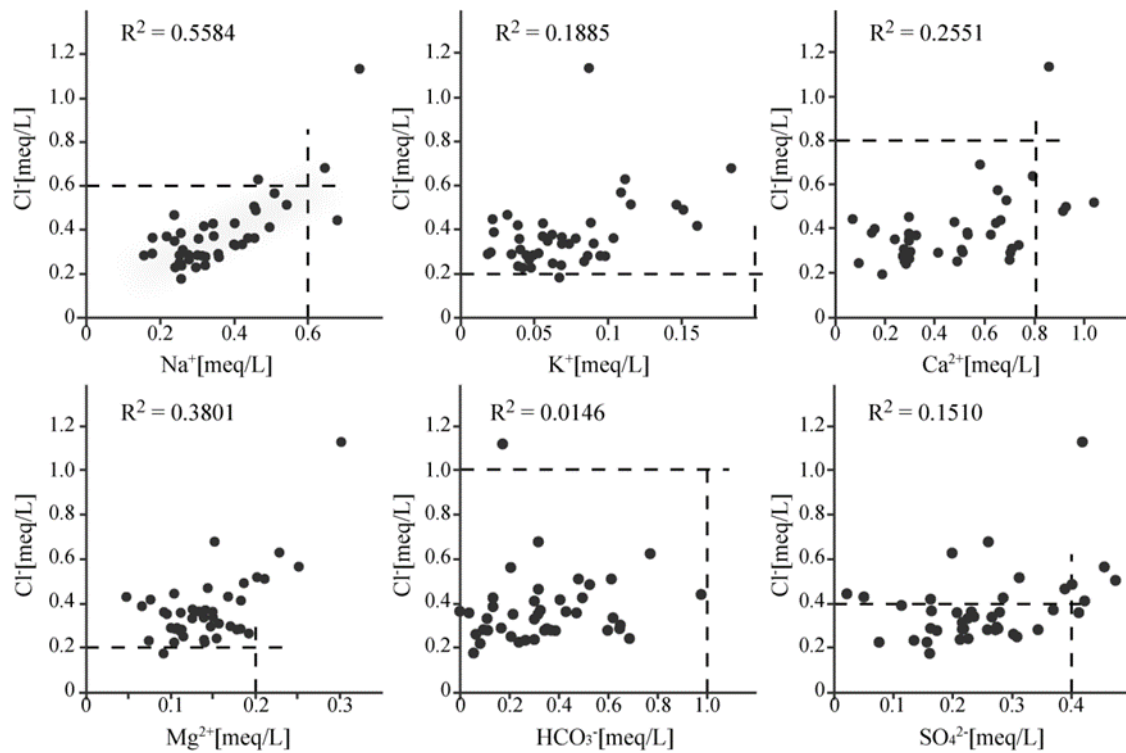 R² = 0.5584
Cl⁻[meq/L]
1.2
1.0
0.8
0.6
0.4
0.2
0
0 0.2 0.4 0.6
Na⁺[meq/L]
R² = 0.1885
Cl⁻[meq/L]
1.2
1.0
0.8
0.6
0.4
0.2
0
0 0.05 0.10 0.15
K⁺[meq/L]
R² = 0.2551
Cl⁻[meq/L]
1.2
1.0
0.8
0.6
0.4
0.2
0
0 0.2 0.4 0.6 0.8 1.0
Ca²⁺[meq/L]
R² = 0.3801
Cl⁻[meq/L]
1.2
1.0
0.8
0.6
0.4
0.2
0
0 0.1 0.2 0.3
Mg²⁺[meq/L]
R² = 0.0146
Cl⁻[meq/L]
1.2
1.0
0.8
0.6
0.4
0.2
0
0 0.2 0.4 0.6 0.8 1.0
HCO₃⁻[meq/L]
R² = 0.1510
Cl⁻[meq/L]
1.2
1.0
0.8
0.6
0.4
0.2
0
0 0.1 0.2 0.3 0.4
SO₄²⁻[meq/L]